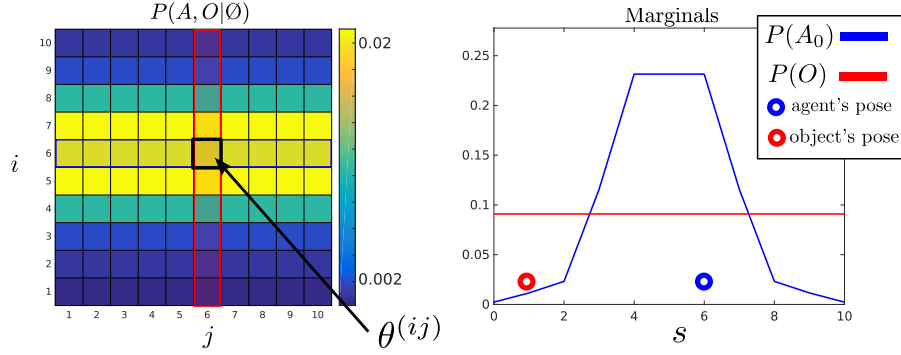 P(A, O|Ø)
10
9
8
7
6
5
4
3
2
1
i
1 2 3 4 5 6 7 8 9 10
j
0.02
0.002
θ^(ij)
Marginals
0.25
0.2
0.15
0.1
0.05
0
0 2 4 6 8 10
s
P(A_0)
P(O)
agent's pose
object's pose